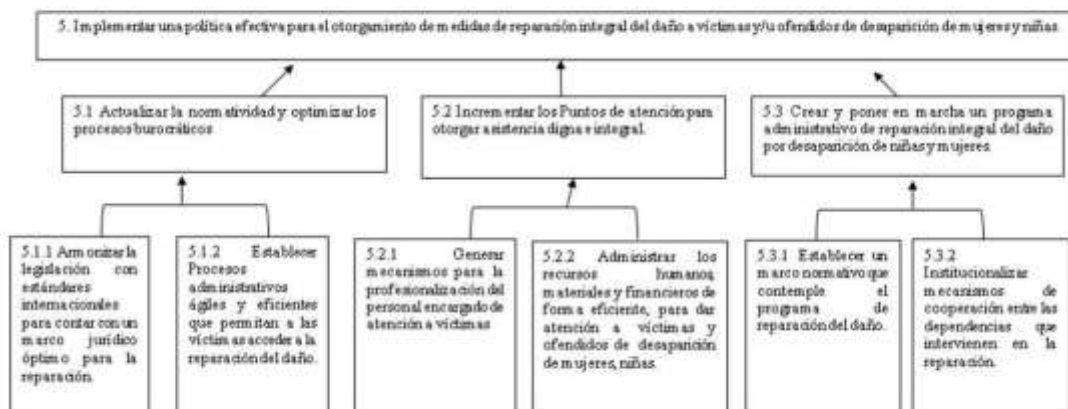 5. Implementar una política efectiva para el otorgamiento de medidas de reparación integral del daño a víctimas y/u ofendidos de desaparición de mujeres y niñas
5.1 Actualizar la normatividad y optimizar los
procesos burocráticos
5.2 Incrementar los Puntos de atención para
otorgar asistencia digna e integral.
5.3 Crear y poner en marcha un programa
administrativo de reparación integral del daño
por desaparición de niñas y mujeres
5.1.1 Armonizar la
legislación con
estándares
internacionales
para contar con un
marco jurídico
óptimo para la
reparación.
5.1.2 Establecer
Procesos
administrativos
ágiles y eficientes
que permitan a las
víctimas acceder a la
reparación del daño.
5.2.1 Generar
mecanismos para la
profesionalización del
personal encargado de
atención a víctimas
5.2.2 Administrar los
recursos humanos,
materiales y financieros de
forma eficiente, para dar
atención a víctimas y
ofendidos de desaparición
de mujeres, niñas.
5.3.1 Establecer un
marco normativo que
contemple el
programa de
reparación del daño.
5.3.2
Institucionalizar
mecanismos de
cooperación entre las
dependencias que
intervienen en la
reparación.